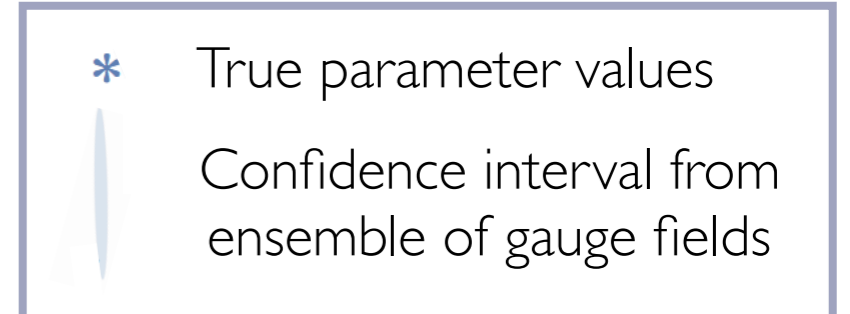 * True parameter values
Confidence interval from
ensemble of gauge fields